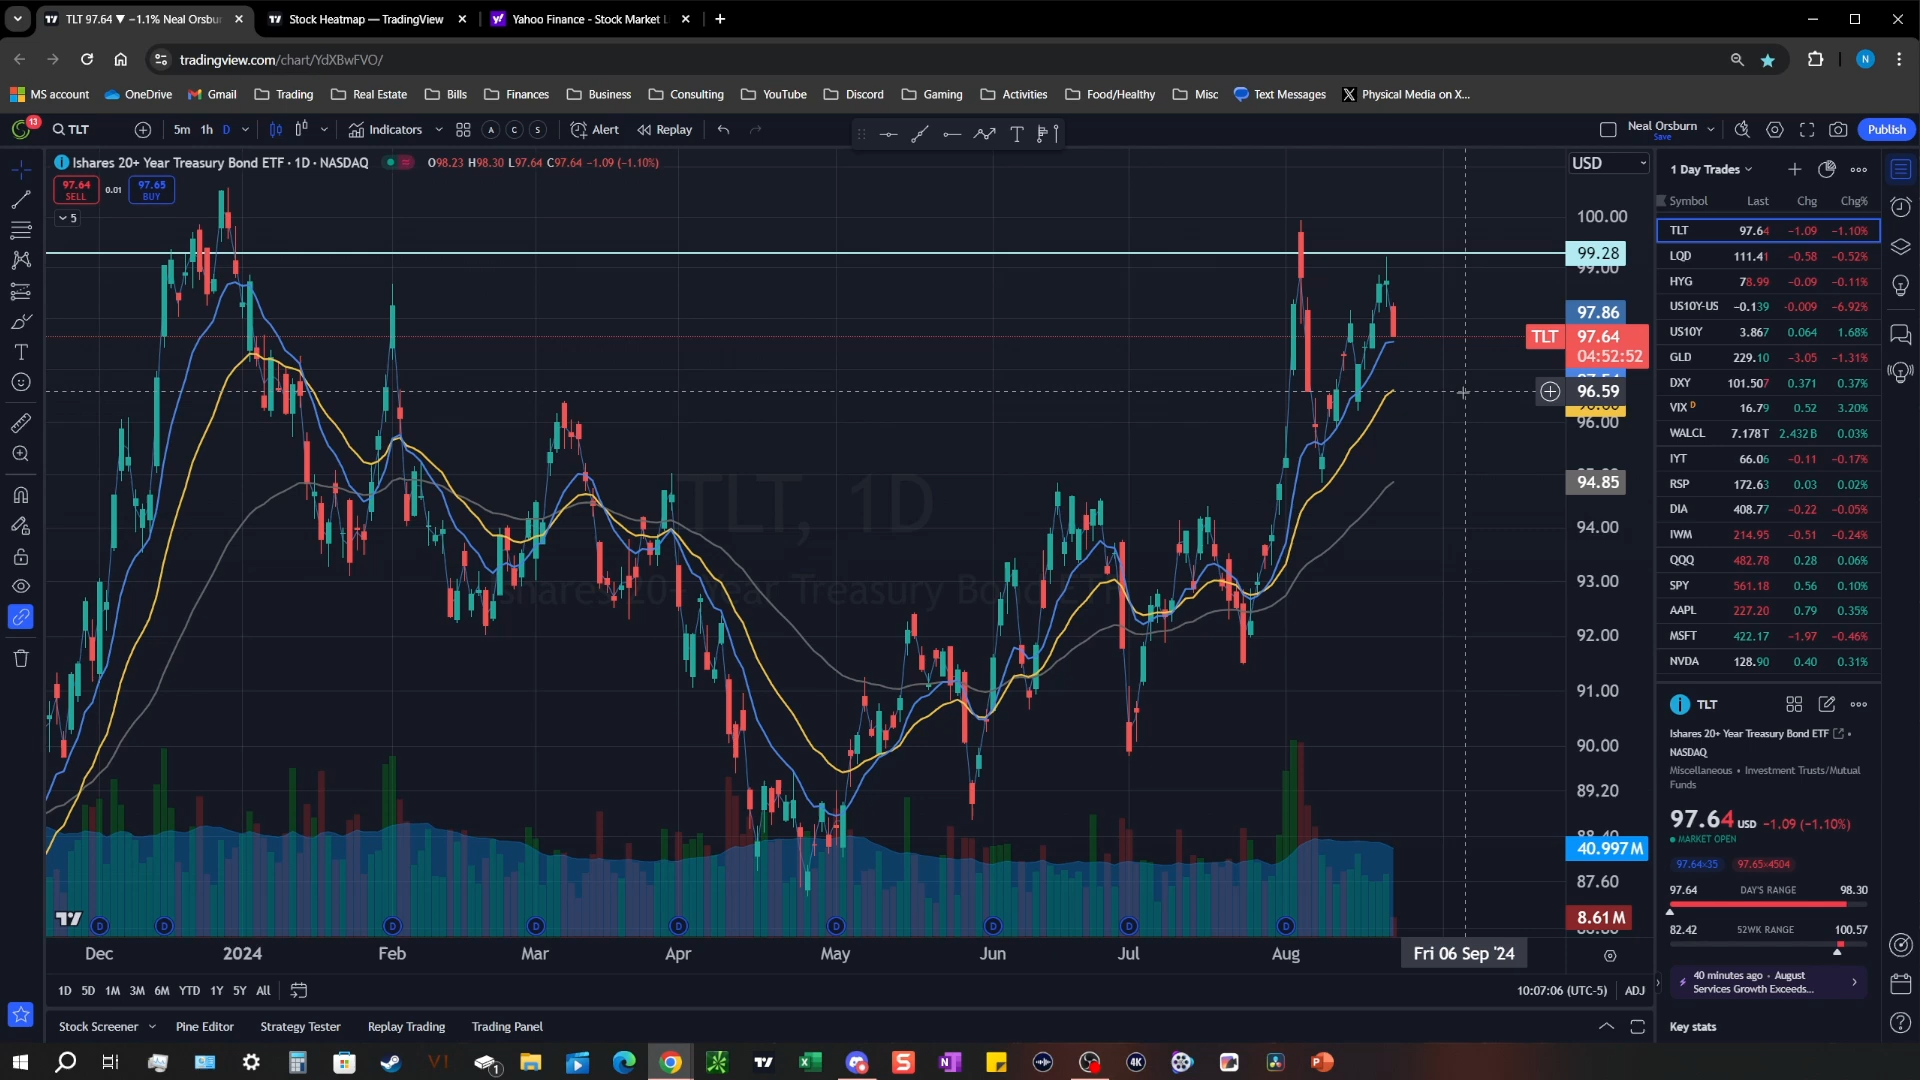 TLT 97.64 ▼ −1.1% Neal Orsbur
Stock Heatmap — TradingView
Yahoo Finance - Stock Market L
tradingview.com/chart/YdXBwFVO/
N
MS account
OneDrive
Gmail
Trading
Real Estate
Bills
Finances
Business
Consulting
YouTube
Discord
Gaming
Activities
Food/Healthy
Misc
Text Messages
Physical Media on X...
13
TLT
5m 1h D
Indicators
A C S
Alert
Replay
Neal Orsburn
Save
Publish
Ishares 20+ Year Treasury Bond ETF · 1D · NASDAQ
O98.23 H98.30 L97.64 C97.64 −1.09 (−1.10%)
97.64
SELL
0.01
97.65
BUY
5
TLT, 1D
Ishares 20+ Year Treasury Bond ETF
USD
100.00
99.28
99.00
97.86
TLT 97.64
04:52:52
96.59
96.00
94.85
94.00
93.00
92.00
91.00
90.00
89.20
40.997M
87.60
8.61M
Dec 2024 Feb Mar Apr May Jun Jul Aug
Fri 06 Sep '24
D D D D D D D D D
1D 5D 1M 3M 6M YTD 1Y 5Y All
10:07:06 (UTC-5) ADJ
Stock Screener
Pine Editor
Strategy Tester
Replay Trading
Trading Panel
1 Day Trades
Symbol Last Chg Chg%
TLT 97.64 −1.09 −1.10%
LQD 111.41 −0.58 −0.52%
HYG 78.99 −0.09 −0.11%
US10Y-US −0.139 −0.009 −6.92%
US10Y 3.867 0.064 1.68%
GLD 229.10 −3.05 −1.31%
DXY 101.507 0.371 0.37%
VIX D 16.79 0.52 3.20%
WALCL 7.178T 2.432B 0.03%
IYT 66.06 −0.11 −0.17%
RSP 172.63 0.03 0.02%
DIA 408.77 −0.22 −0.05%
IWM 214.95 −0.51 −0.24%
QQQ 482.78 0.28 0.06%
SPY 561.18 0.56 0.10%
AAPL 227.20 0.79 0.35%
MSFT 422.17 −1.97 −0.46%
NVDA 128.90 0.40 0.31%
TLT
Ishares 20+ Year Treasury Bond ETF
NASDAQ
Miscellaneous • Investment Trusts/Mutual
Funds
97.64 USD −1.09 (−1.10%)
MARKET OPEN
97.64×35
97.65×4504
97.64 DAY'S RANGE 98.30
82.42 52WK RANGE 100.57
40 minutes ago • August
Services Growth Exceeds...
Key stats